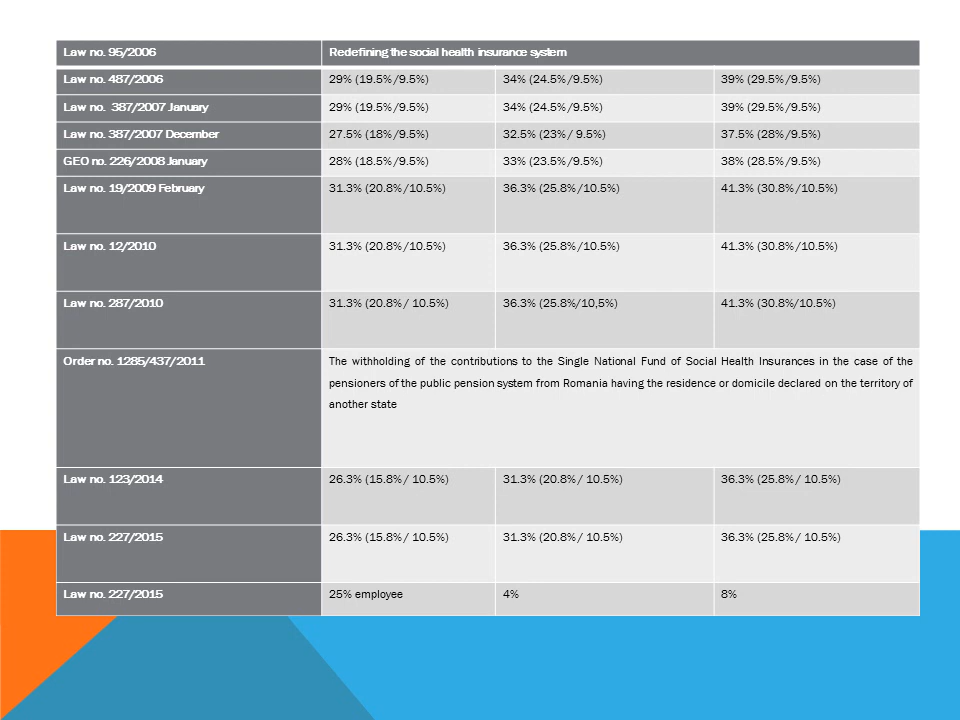 Law no. 95/2006 Redefining the social health insurance system
Law no. 487/2006 29% (19.5%/9.5%) 34% (24.5%/9.5%) 39% (29.5%/9.5%)
Law no. 387/2007 January 29% (19.5%/9.5%) 34% (24.5%/9.5%) 39% (29.5%/9.5%)
Law no. 387/2007 December 27.5% (18%/9.5%) 32.5% (23%/ 9.5%) 37.5% (28%/9.5%)
GEO no. 226/2008 January 28% (18.5%/9.5%) 33% (23.5%/9.5%) 38% (28.5%/9.5%)
Law no. 19/2009 February 31.3% (20.8%/10.5%) 36.3% (25.8%/10.5%) 41.3% (30.8%/10.5%)
Law no. 12/2010 31.3% (20.8%/10.5%) 36.3% (25.8%/10.5%) 41.3% (30.8%/10.5%)
Law no. 287/2010 31.3% (20.8%/ 10.5%) 36.3% (25.8%/10,5%) 41.3% (30.8%/10.5%)
Order no. 1285/437/2011 The withholding of the contributions to the Single National Fund of Social Health Insurances in the case of the
pensioners of the public pension system from Romania having the residence or domicile declared on the territory of
another state
Law no. 123/2014 26.3% (15.8%/ 10.5%) 31.3% (20.8%/ 10.5%) 36.3% (25.8%/ 10.5%)
Law no. 227/2015 26.3% (15.8%/ 10.5%) 31.3% (20.8%/ 10.5%) 36.3% (25.8%/ 10.5%)
Law no. 227/2015 25% employee 4% 8%